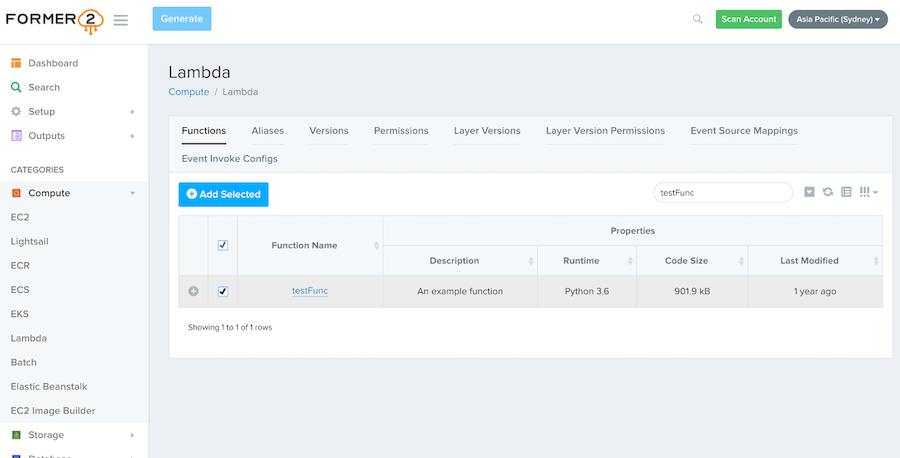 FORMER2
Generate
Scan Account
Asia Pacific (Sydney)
Dashboard
Search
Setup
Outputs
CATEGORIES
Compute
EC2
Lightsail
ECR
ECS
EKS
Lambda
Batch
Elastic Beanstalk
EC2 Image Builder
Storage
Database
Lambda
Compute / Lambda
Functions Aliases Versions Permissions Layer Versions Layer Version Permissions Event Source Mappings
Event Invoke Configs
Add Selected
testFunc
Function Name
Properties
Description Runtime Code Size Last Modified
testFunc An example function Python 3.6 901.9 kB 1 year ago
Showing 1 to 1 of 1 rows